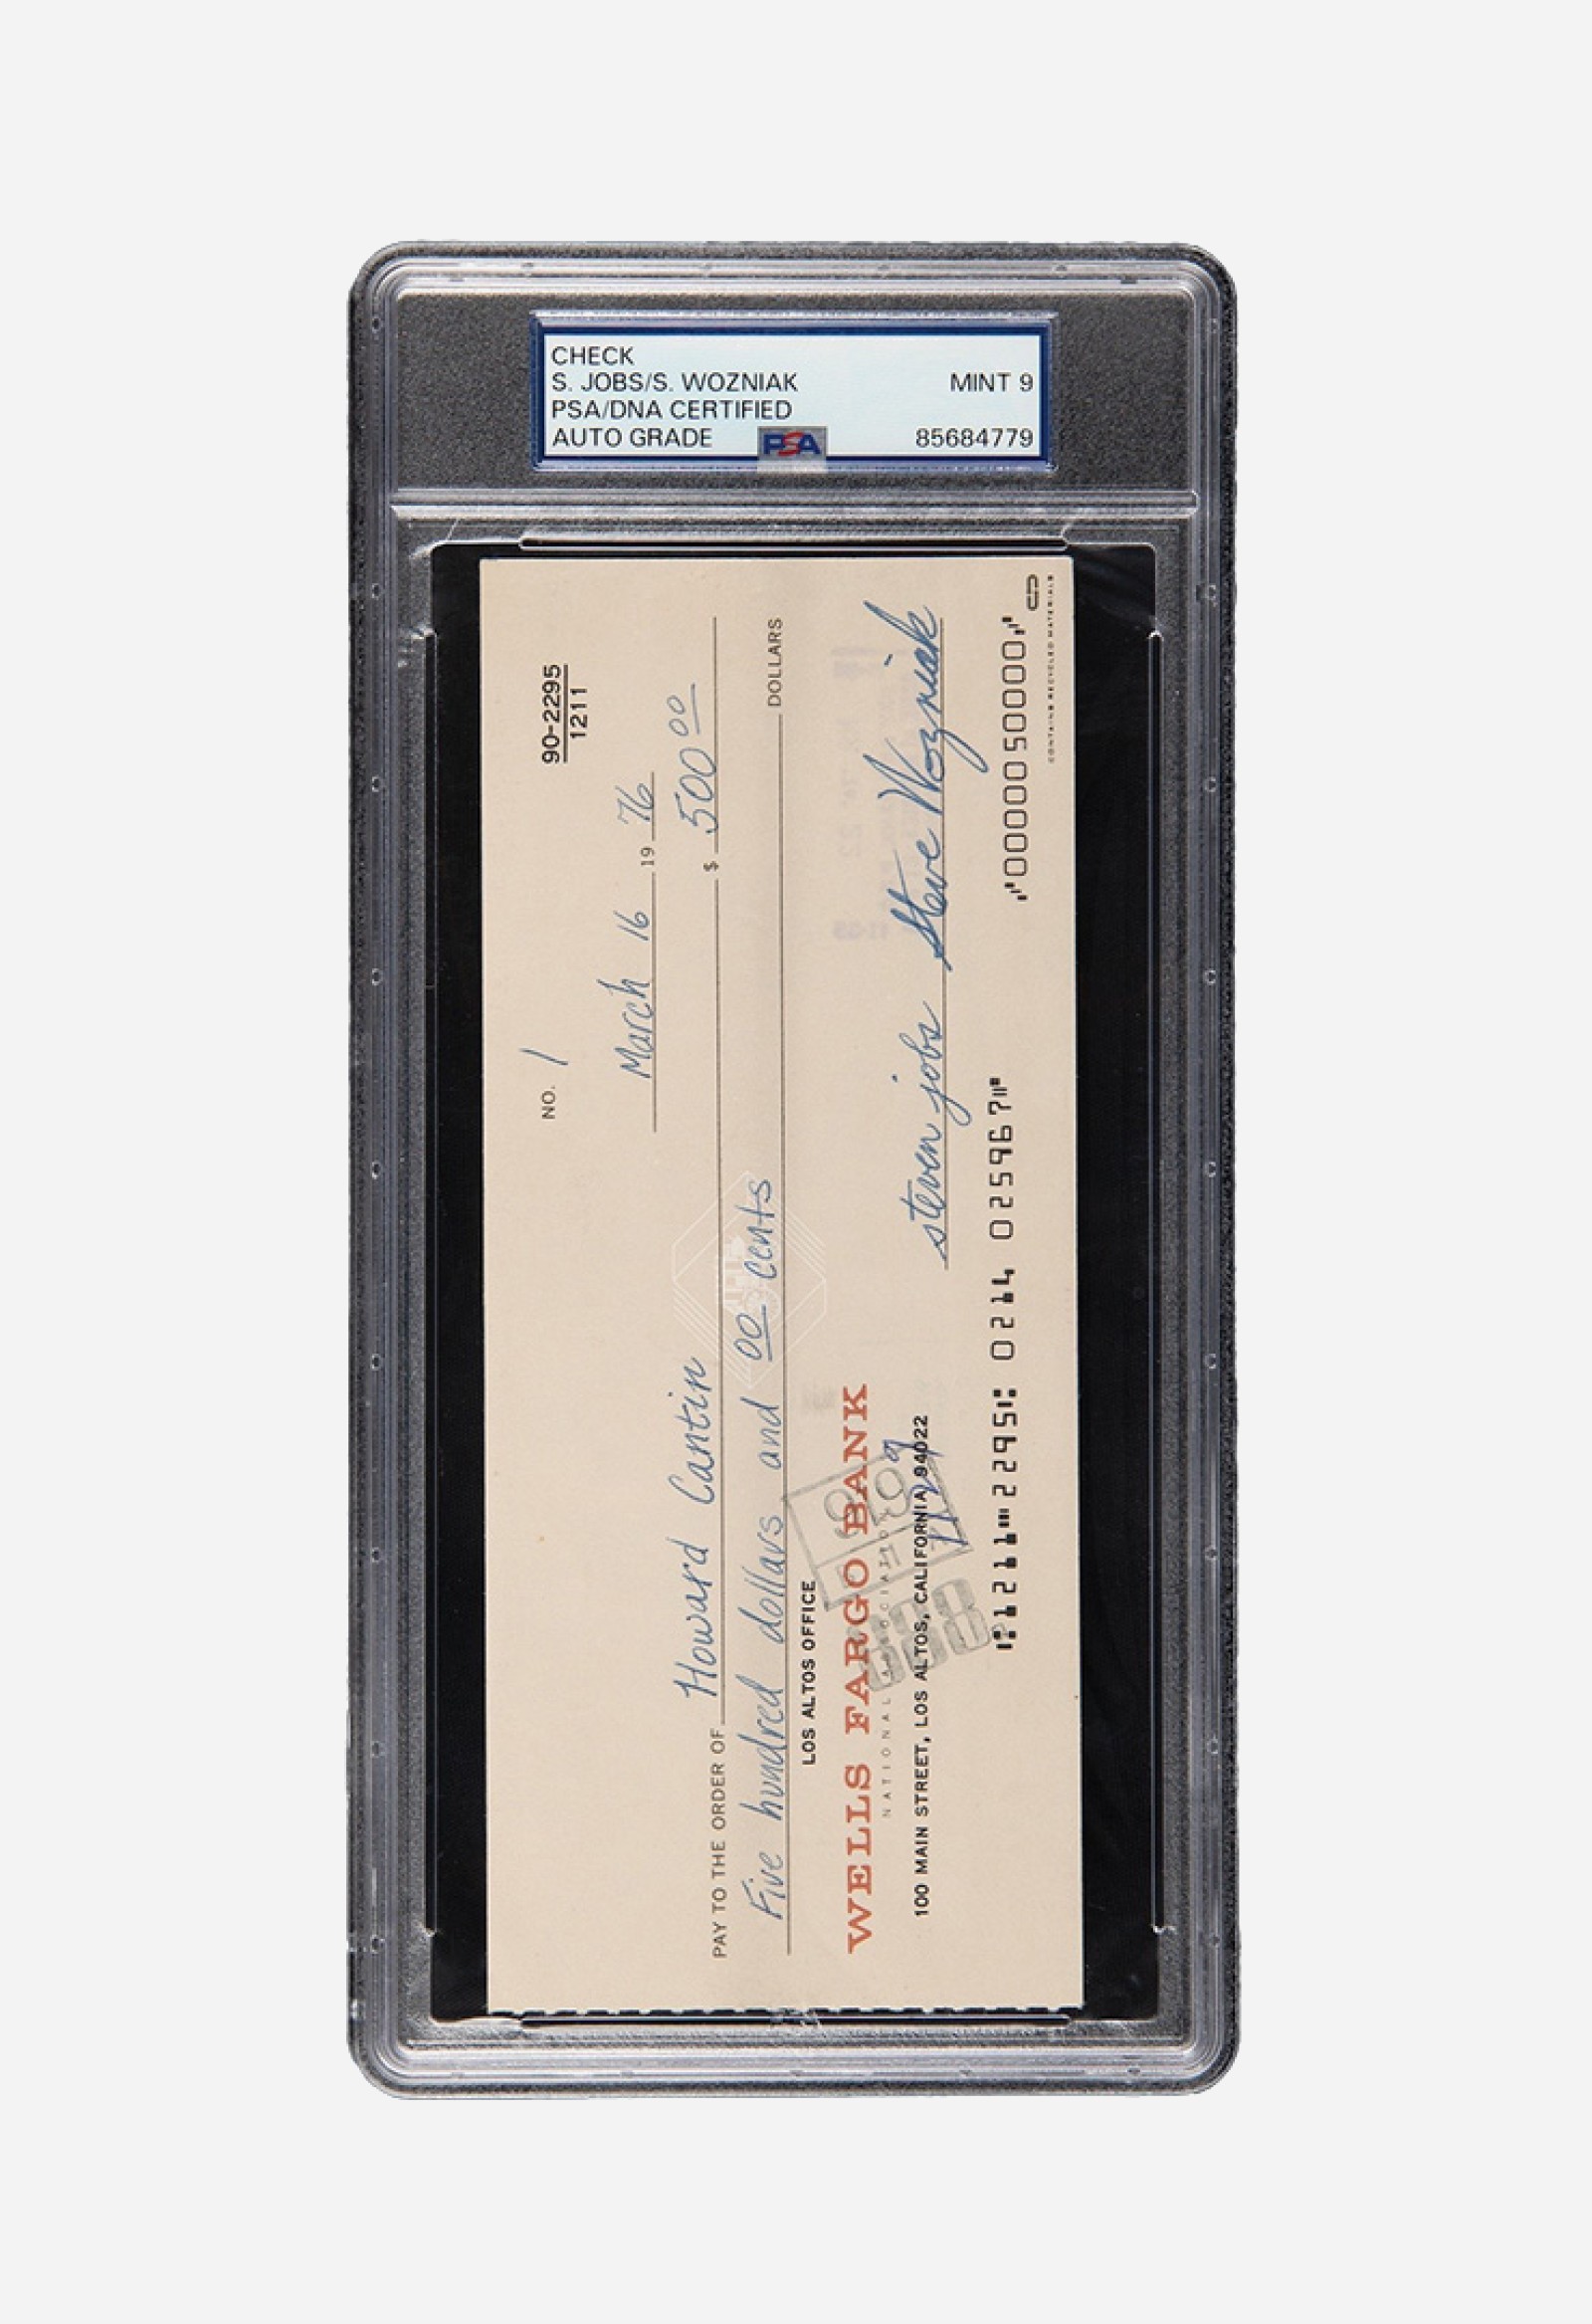 CHECK
S. JOBS/S. WOZNIAK MINT 9
PSA/DNA CERTIFIED
AUTO GRADE PSA 85684779
NO. 1
90-2295
1211
March 16 19 76
PAY TO THE ORDER OF Howard Cantin $ 500 00
Five hundred dollars and 00 cents DOLLARS
LOS ALTOS OFFICE
WELLS FARGO BANK
NATIONAL ASSOCIATION
100 MAIN STREET, LOS ALTOS, CALIFORNIA 94022
steven jobs Steve Wozniak
⑆1211⑉2295⑆ 0214 025967⑈ ⑇0000050000⑇
CONTAINS RECYCLED MATERIALS